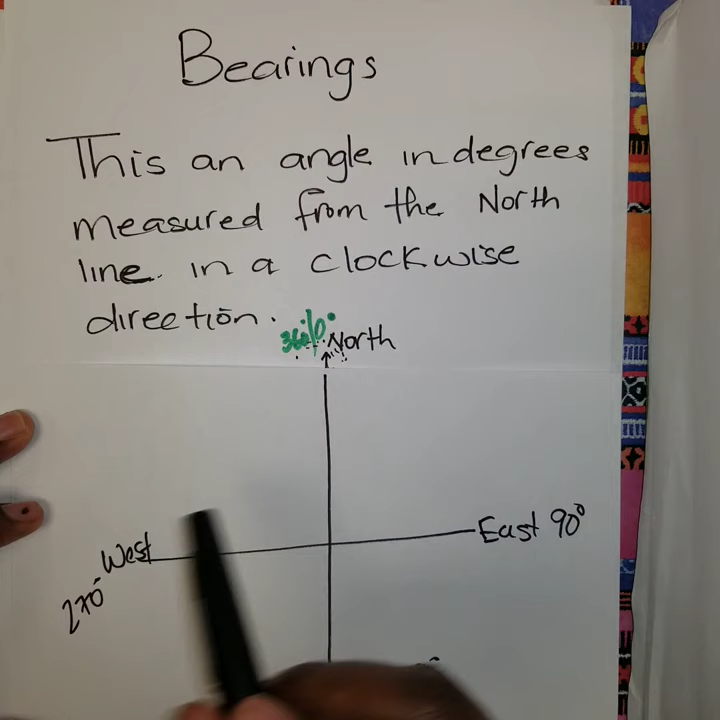 Bearings
This an angle in degrees
measured from the North
line. in a clockwise
direction.
360°/0° North
West
East 90°
270°